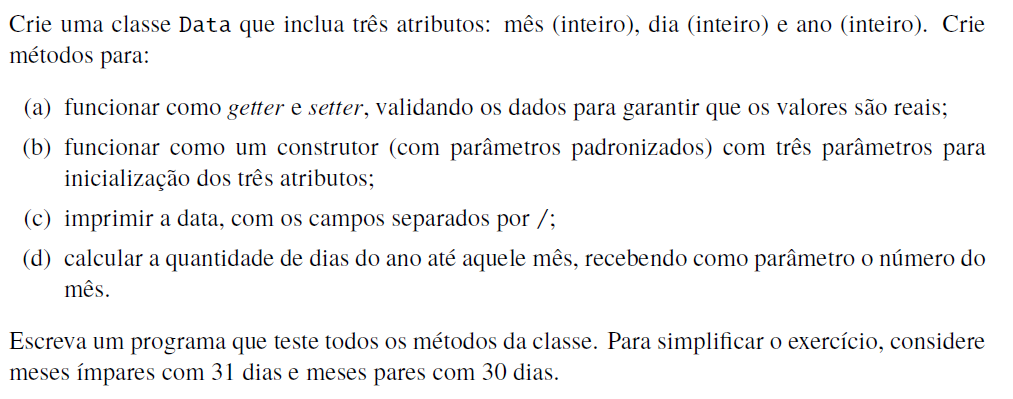 Crie uma classe Data que inclua três atributos: mês (inteiro), dia (inteiro) e ano (inteiro). Crie
métodos para:
(a) funcionar como getter e setter, validando os dados para garantir que os valores são reais;
(b) funcionar como um construtor (com parâmetros padronizados) com três parâmetros para
inicialização dos três atributos;
(c) imprimir a data, com os campos separados por /;
(d) calcular a quantidade de dias do ano até aquele mês, recebendo como parâmetro o número do
mês.
Escreva um programa que teste todos os métodos da classe. Para simplificar o exercício, considere
meses ímpares com 31 dias e meses pares com 30 dias.